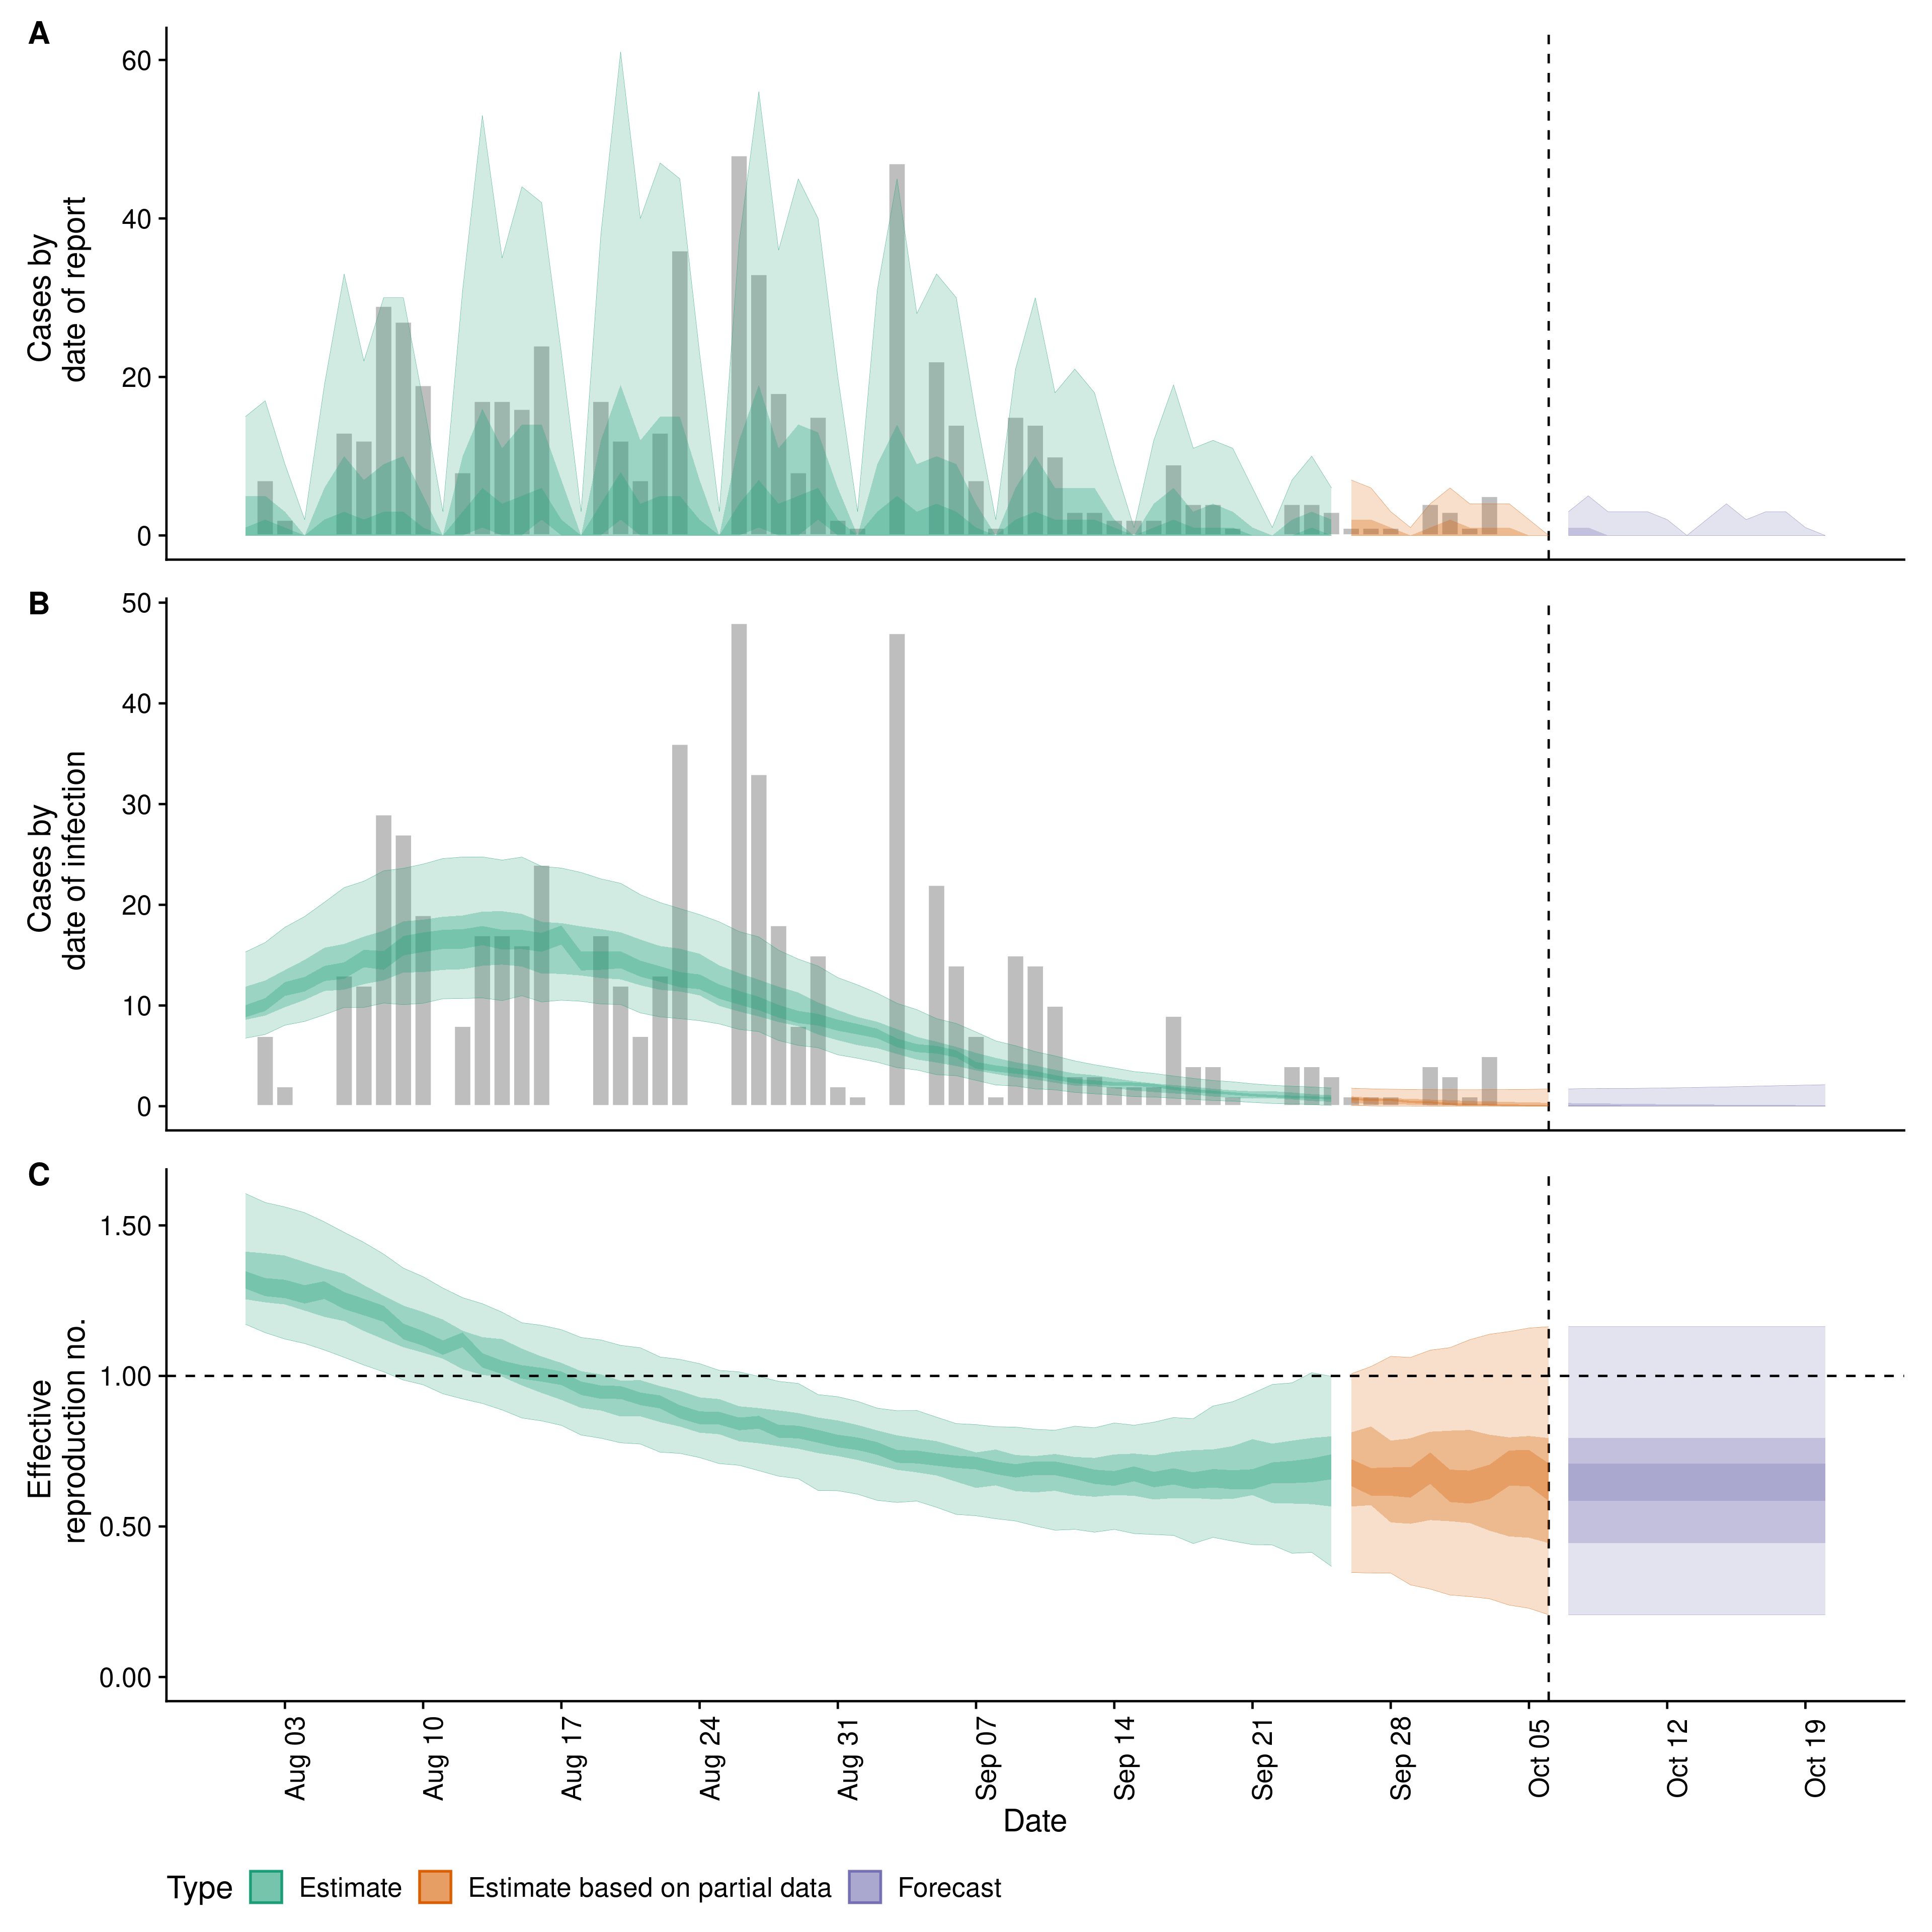 A
Cases by
date of report
60
40
20
0
B
Cases by
date of infection
50
40
30
20
10
0
C
Effective
reproduction no.
1.50
1.00
0.50
0.00
Aug 03
Aug 10
Aug 17
Aug 24
Aug 31
Sep 07
Sep 14
Sep 21
Sep 28
Oct 05
Oct 12
Oct 19
Date
Type Estimate Estimate based on partial data Forecast